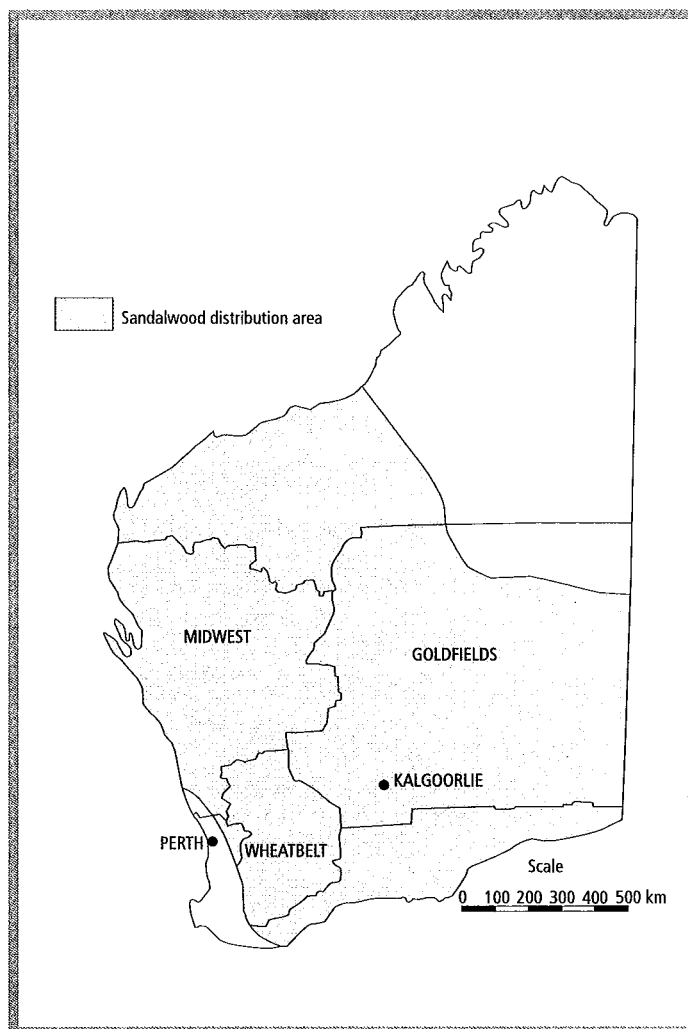 Sandalwood distribution area
MIDWEST
GOLDFIELDS
KALGOORLIE
PERTH
WHEATBELT
Scale
0 100 200 300 400 500 km